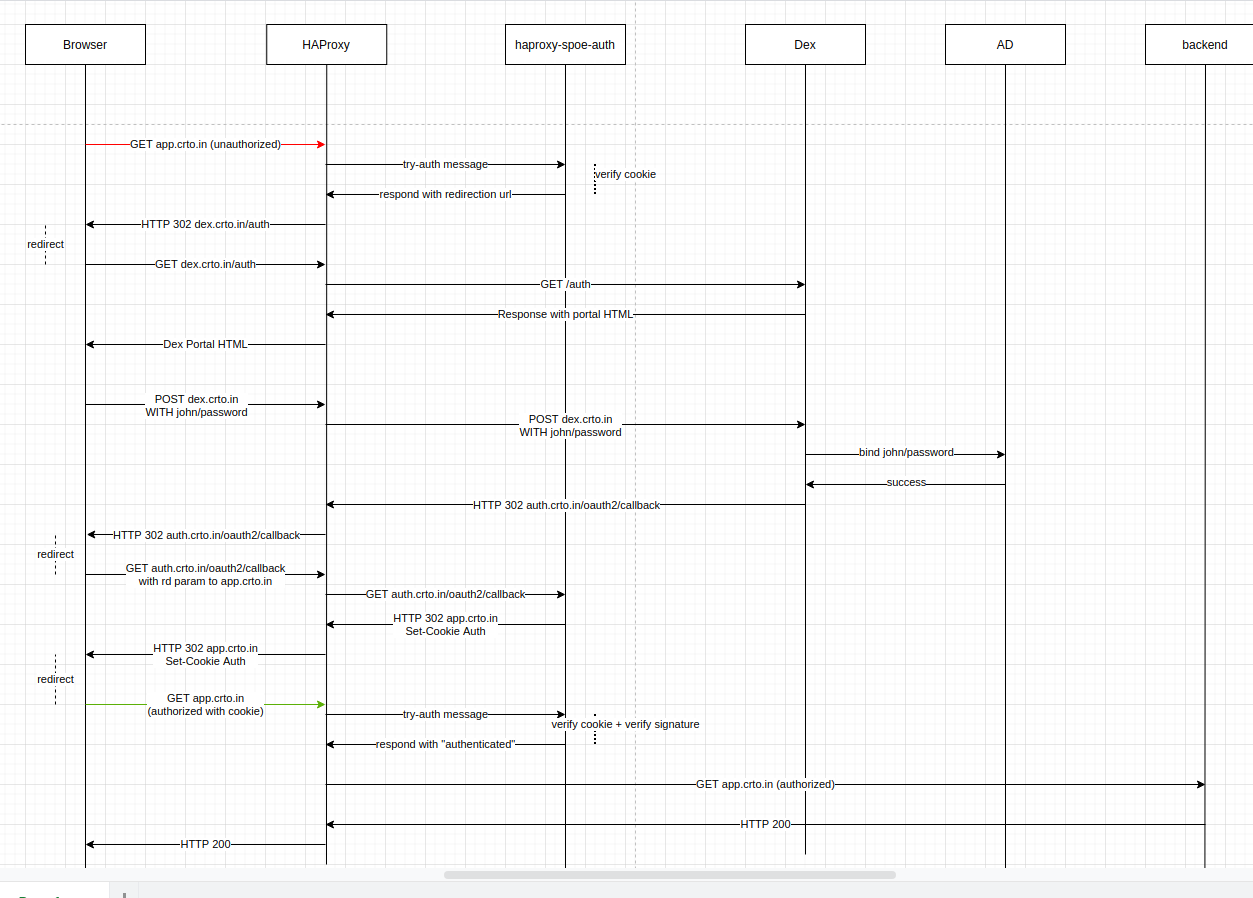 Browser
HAProxy
haproxy-spoe-auth
Dex
AD
backend
GET app.crto.in (unauthorized)
try-auth message
verify cookie
respond with redirection url
HTTP 302 dex.crto.in/auth
redirect
GET dex.crto.in/auth
GET /auth
Response with portal HTML
Dex Portal HTML
POST dex.crto.in
WITH john/password
POST dex.crto.in
WITH john/password
bind john/password
success
HTTP 302 auth.crto.in/oauth2/callback
HTTP 302 auth.crto.in/oauth2/callback
redirect
GET auth.crto.in/oauth2/callback
with rd param to app.crto.in
GET auth.crto.in/oauth2/callback
HTTP 302 app.crto.in
Set-Cookie Auth
HTTP 302 app.crto.in
Set-Cookie Auth
redirect
GET app.crto.in
(authorized with cookie)
try-auth message
verify cookie + verify signature
respond with "authenticated"
GET app.crto.in (authorized)
HTTP 200
HTTP 200